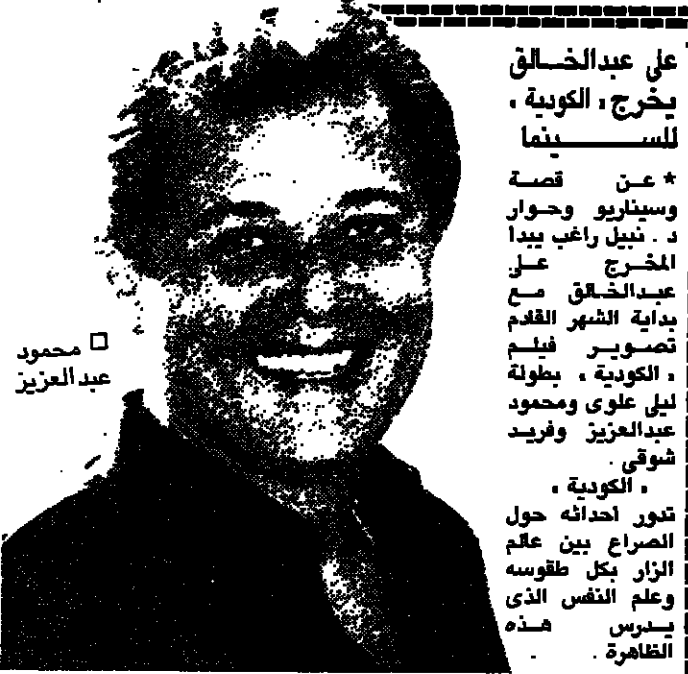 على عبدالخالق
يخرج «الكودية»
للسينما
* عن قصة
وسيناريو وحوار
د . نبيل راغب يبدا
المخرج على
عبدالخالق مع
بداية الشهر القادم
تصوير فيلم
«الكودية» بطولة
ليلى علوى ومحمود
عبدالعزيز وفريد
شوقى .
«الكودية»
تدور احداثه حول
الصراع بين عالم
الزار بكل طقوسه
وعلم النفس الذى
يدرس هذه
الظاهرة .
□ محمود
عبدالعزيز